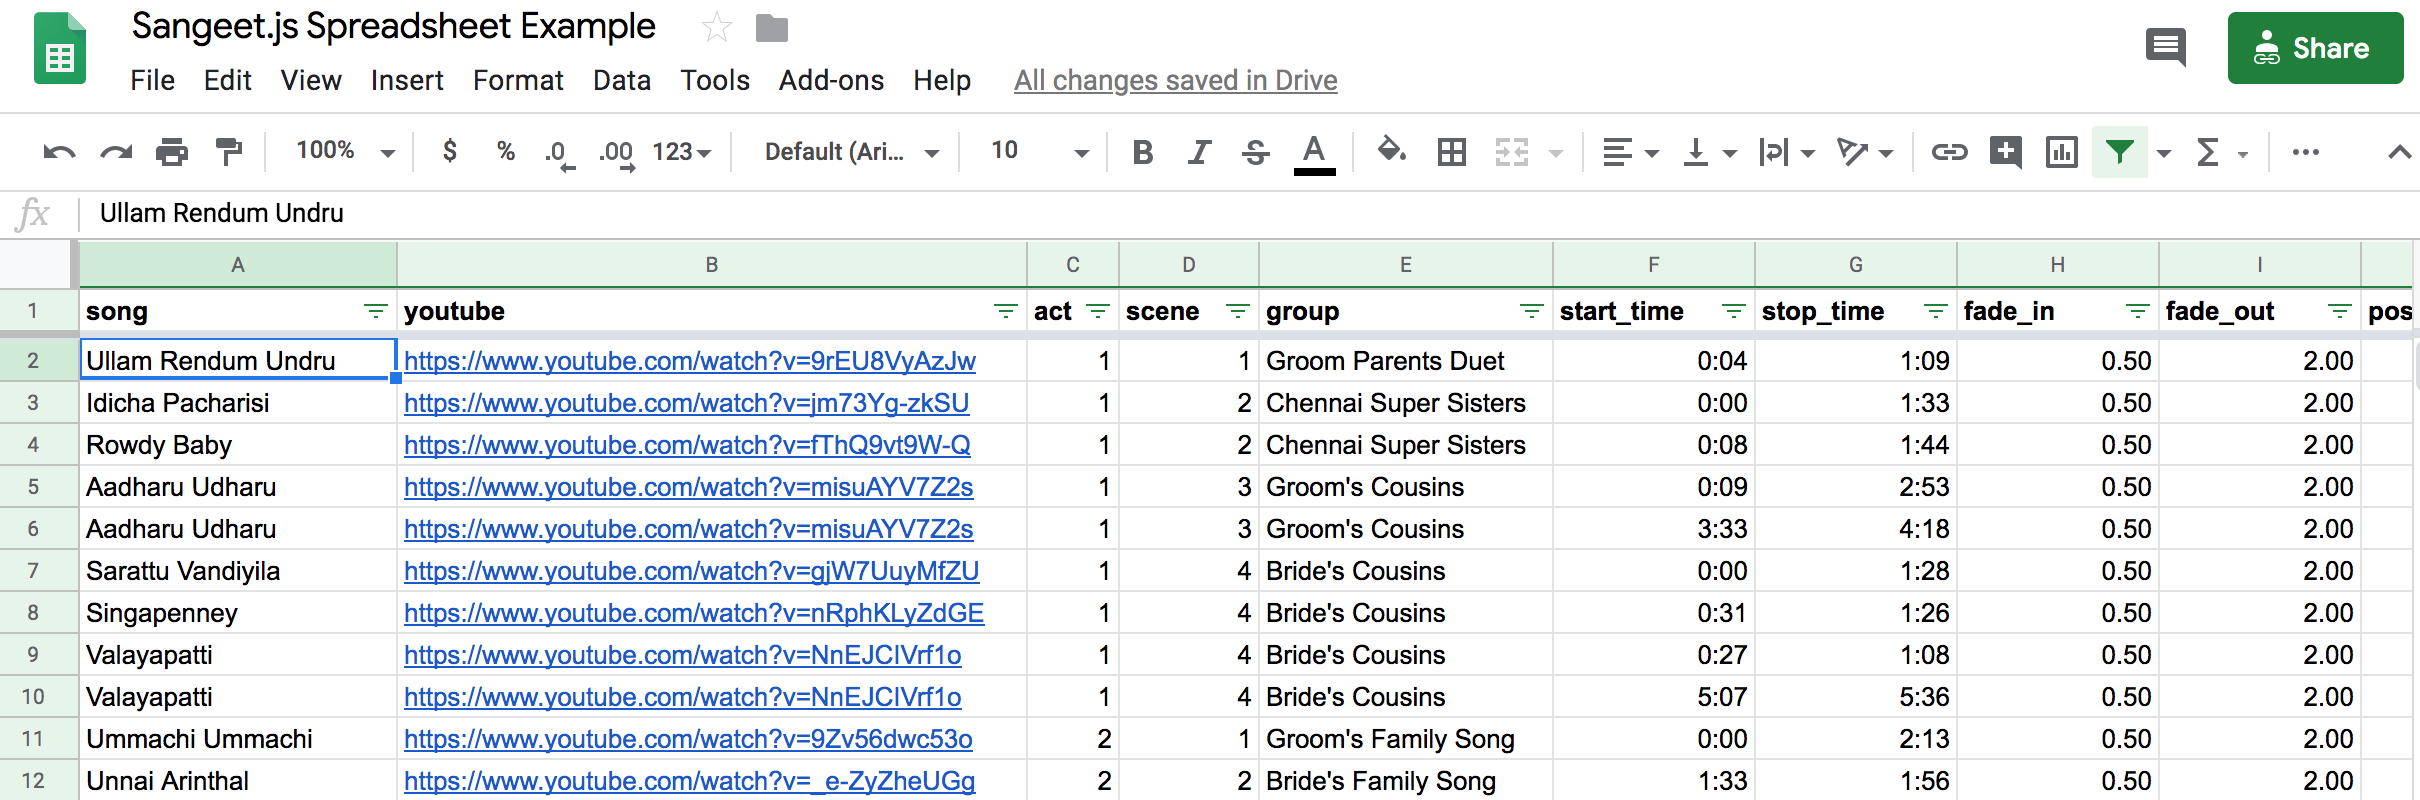 Sangeet.js Spreadsheet Example
File Edit View Insert Format Data Tools Add-ons Help All changes saved in Drive
Share
100% $ % .0 .00 123 Default (Ari... 10 B I S A
fx Ullam Rendum Undru
A B C D E F G H I
1 song youtube act scene group start_time stop_time fade_in fade_out pos
2 Ullam Rendum Undru https://www.youtube.com/watch?v=9rEU8VyAzJw 1 1 Groom Parents Duet 0:04 1:09 0.50 2.00
3 Idicha Pacharisi https://www.youtube.com/watch?v=jm73Yg-zkSU 1 2 Chennai Super Sisters 0:00 1:33 0.50 2.00
4 Rowdy Baby https://www.youtube.com/watch?v=fThQ9vt9W-Q 1 2 Chennai Super Sisters 0:08 1:44 0.50 2.00
5 Aadharu Udharu https://www.youtube.com/watch?v=misuAYV7Z2s 1 3 Groom's Cousins 0:09 2:53 0.50 2.00
6 Aadharu Udharu https://www.youtube.com/watch?v=misuAYV7Z2s 1 3 Groom's Cousins 3:33 4:18 0.50 2.00
7 Sarattu Vandiyila https://www.youtube.com/watch?v=gjW7UuyMfZU 1 4 Bride's Cousins 0:00 1:28 0.50 2.00
8 Singapenney https://www.youtube.com/watch?v=nRphKLyZdGE 1 4 Bride's Cousins 0:31 1:26 0.50 2.00
9 Valayapatti https://www.youtube.com/watch?v=NnEJCIVrf1o 1 4 Bride's Cousins 0:27 1:08 0.50 2.00
10 Valayapatti https://www.youtube.com/watch?v=NnEJCIVrf1o 1 4 Bride's Cousins 5:07 5:36 0.50 2.00
11 Ummachi Ummachi https://www.youtube.com/watch?v=9Zv56dwc53o 2 1 Groom's Family Song 0:00 2:13 0.50 2.00
12 Unnai Arinthal https://www.youtube.com/watch?v=_e-ZyZheUGg 2 2 Bride's Family Song 1:33 1:56 0.50 2.00